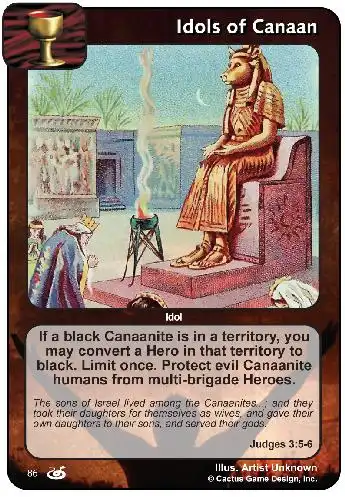 Idols of Canaan
Idol
If a black Canaanite is in a territory, you
may convert a Hero in that territory to
black. Limit once. Protect evil Canaanite
humans from multi-brigade Heroes.
The sons of Israel lived among the Canaanites...; and they
took their daughters for themselves as wives, and gave their
own daughters to their sons, and served their gods.
Judges 3:5-6
Illus. Artist Unknown
86
© Cactus Game Design, Inc.